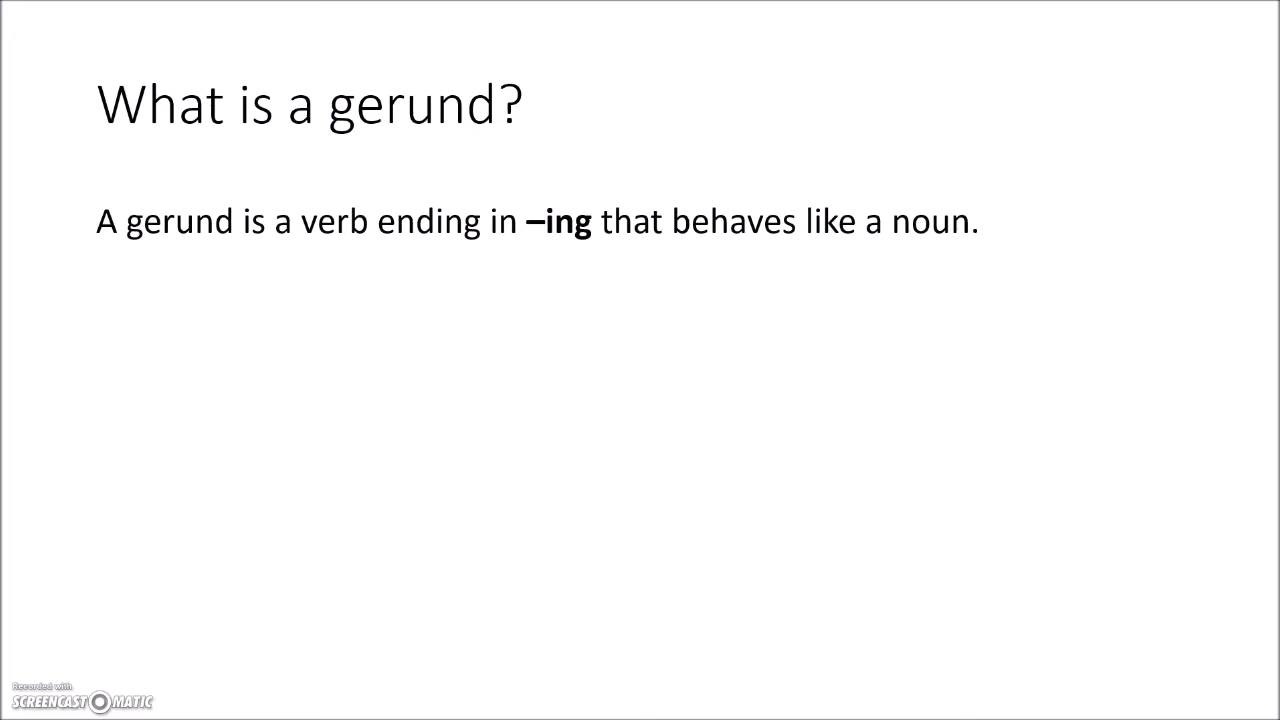 What is a gerund?
A gerund is a verb ending in –ing that behaves like a noun.
Recorded with
SCREENCAST MATIC